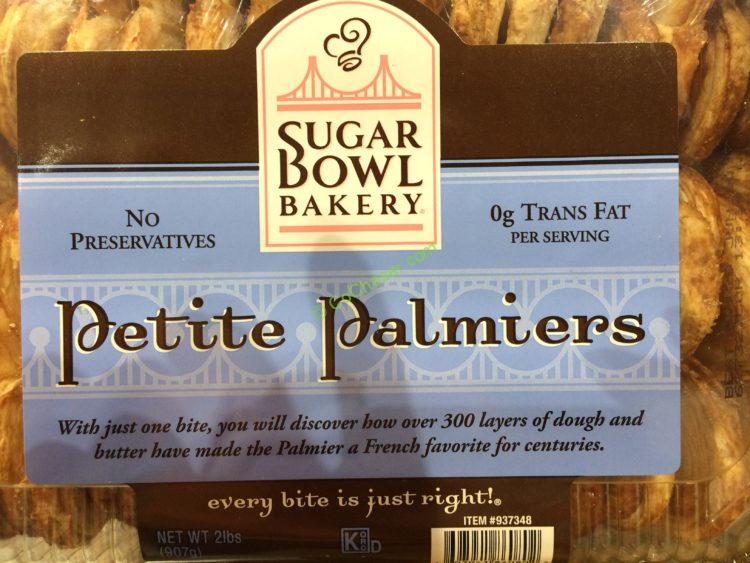 SUGAR
BOWL
BAKERY®
NO
PRESERVATIVES
0g TRANS FAT
PER SERVING
Petite Palmiers
With just one bite, you will discover how over 300 layers of dough and
butter have made the Palmier a French favorite for centuries.
every bite is just right!®
NET WT 2lbs
(907g)
K ORC D
ITEM #937348